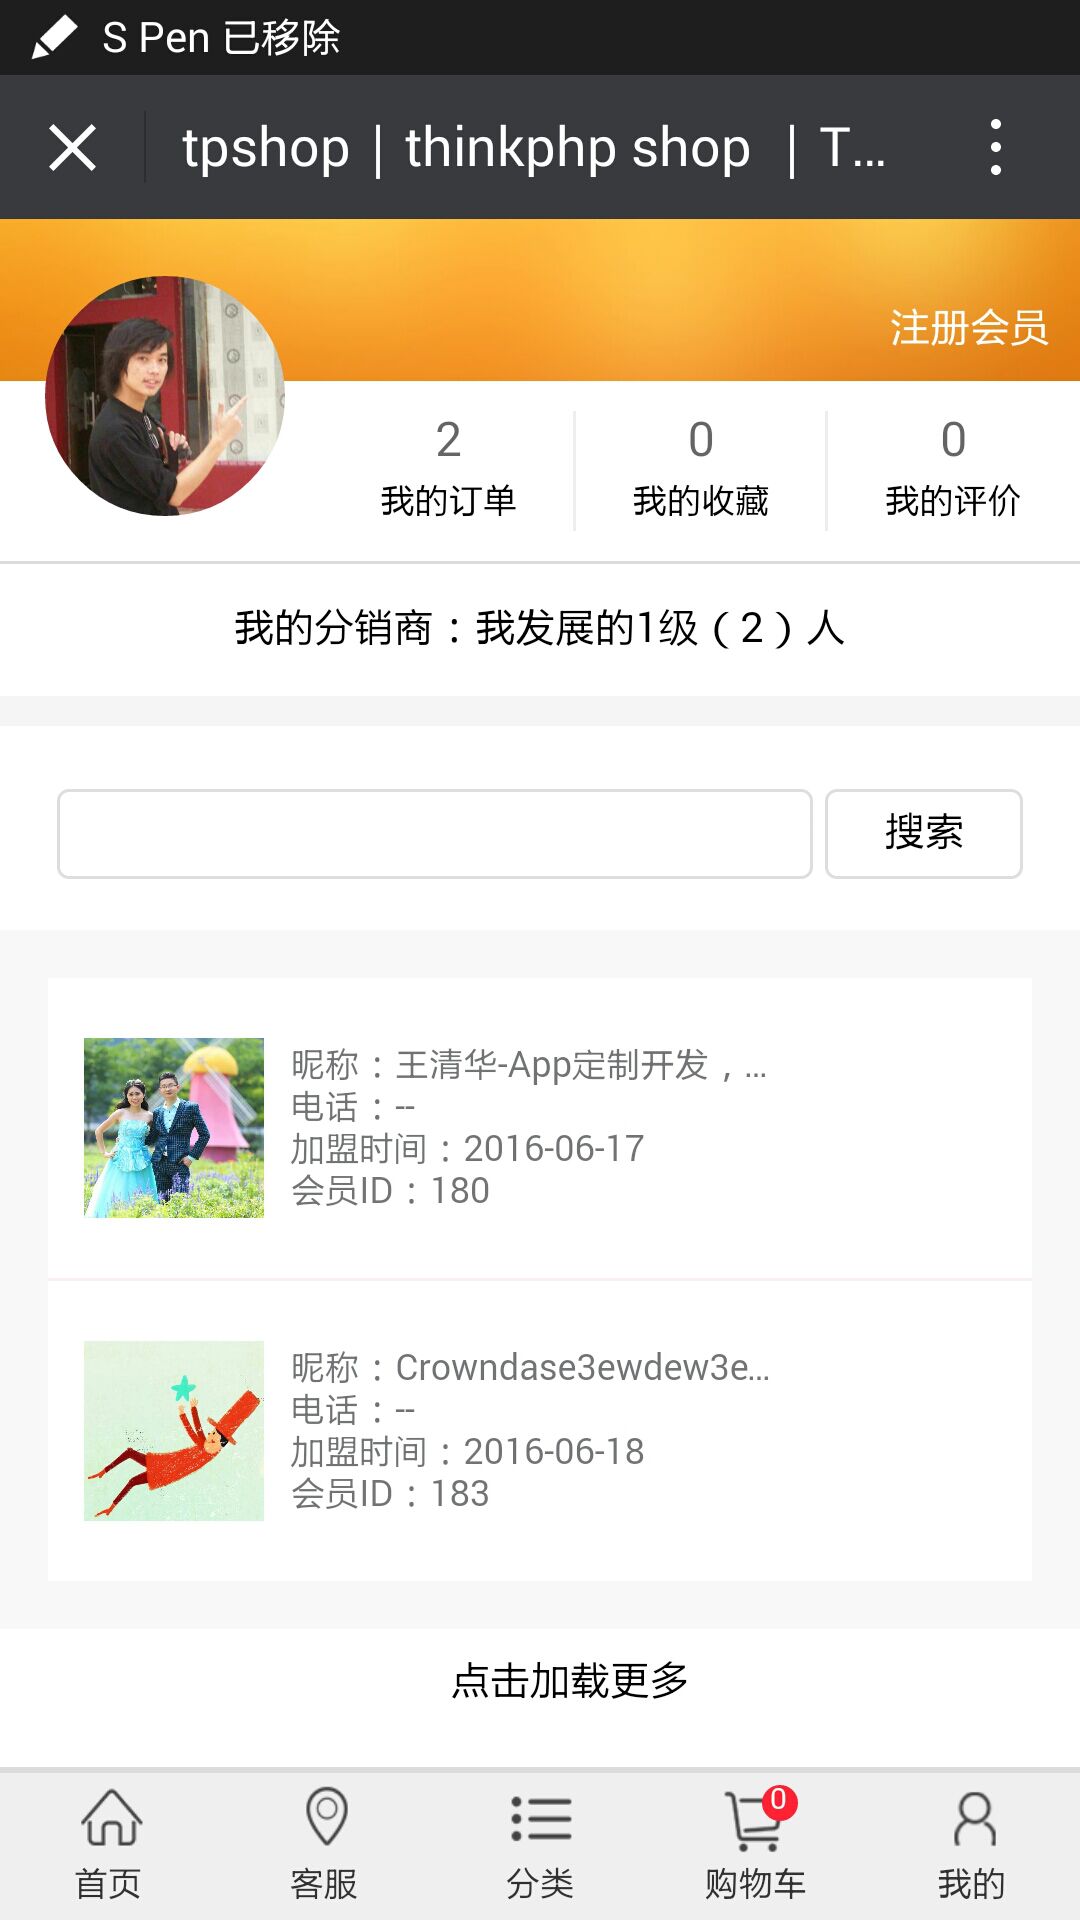 S Pen 已移除
tpshop | thinkphp shop | T...
注册会员
2
0
0
我的订单
我的收藏
我的评价
我的分销商：我发展的1级（2）人
搜索
昵称：王清华-App定制开发，...
电话：--
加盟时间：2016-06-17
会员ID：180
昵称：Crowndase3ewdew3e...
电话：--
加盟时间：2016-06-18
会员ID：183
点击加载更多
0
首页
客服
分类
购物车
我的